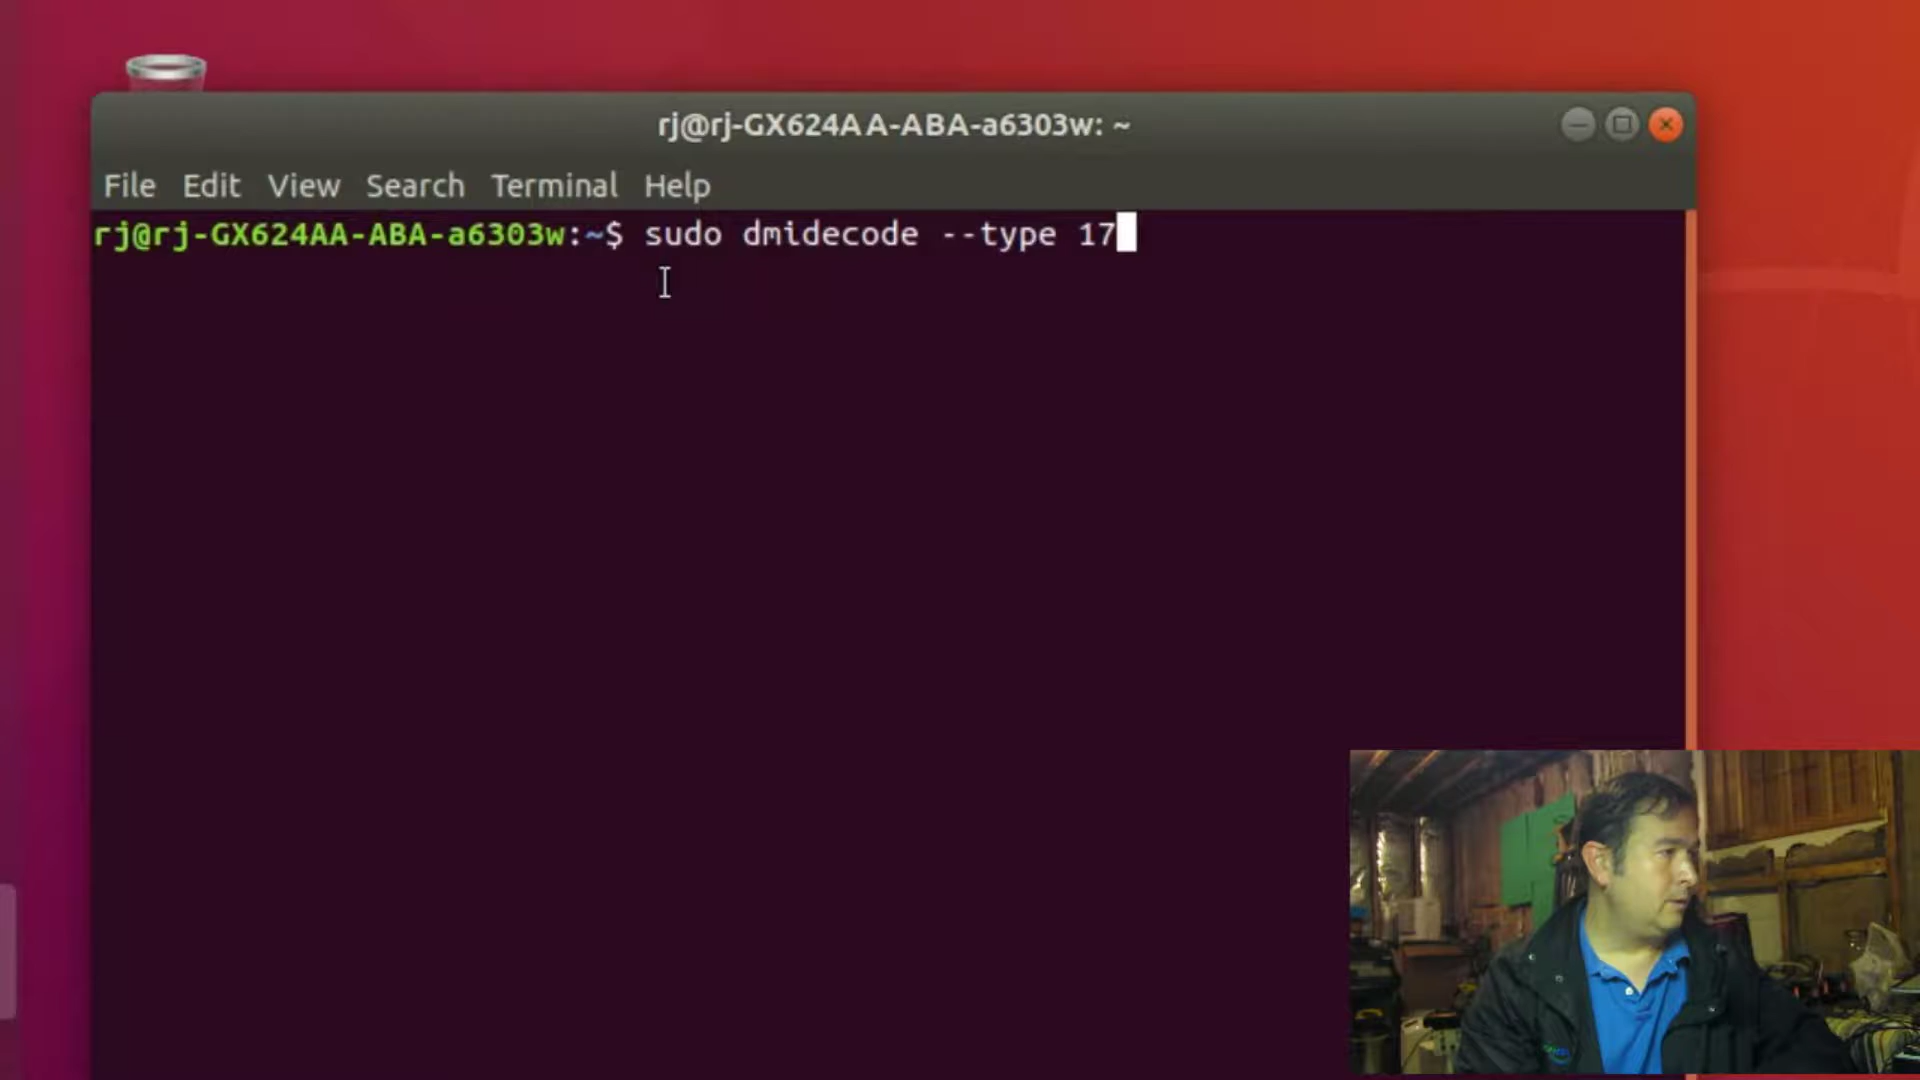 rj@rj-GX624AA-ABA-a6303w: ~
File Edit View Search Terminal Help
rj@rj-GX624AA-ABA-a6303w:~$ sudo dmidecode --type 17